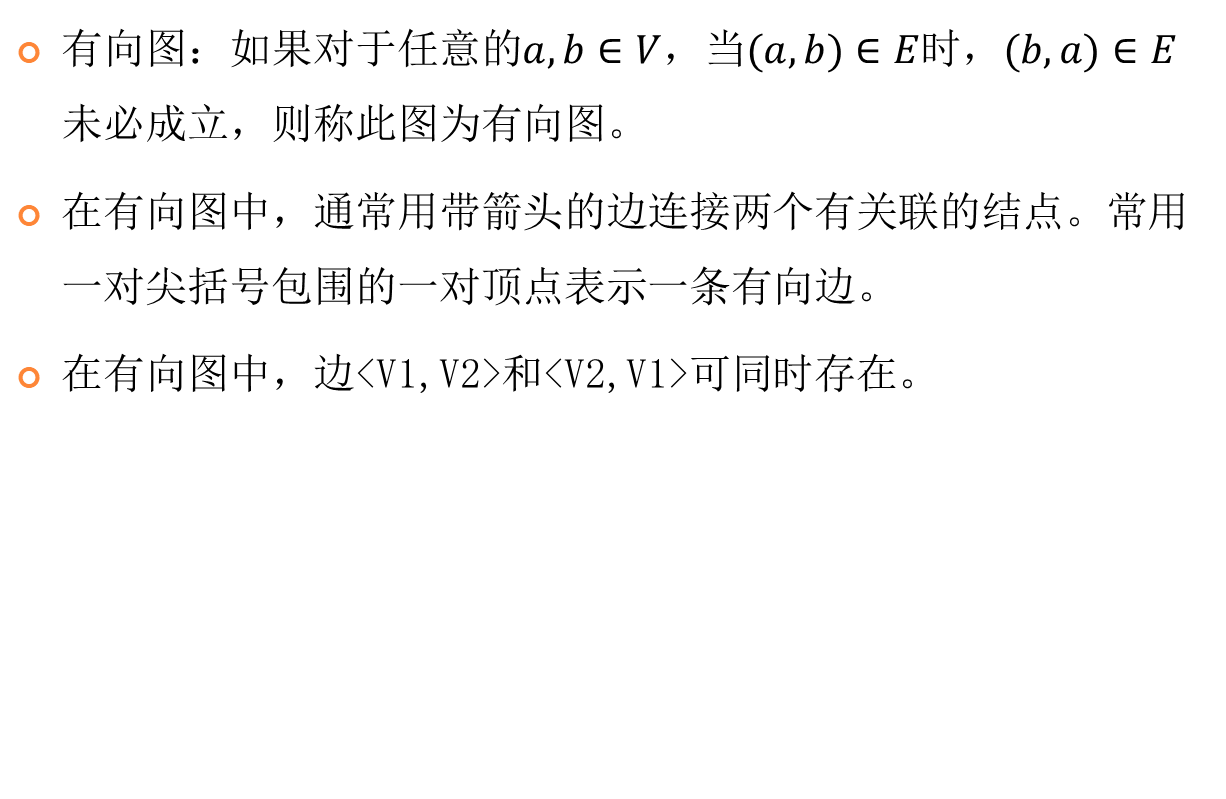 有向图：如果对于任意的a, b ∈ V，当(a, b) ∈ E时，(b, a) ∈ E
未必成立，则称此图为有向图。
在有向图中，通常用带箭头的边连接两个有关联的结点。常用
一对尖括号包围的一对顶点表示一条有向边。
在有向图中，边<V1,V2>和<V2,V1>可同时存在。